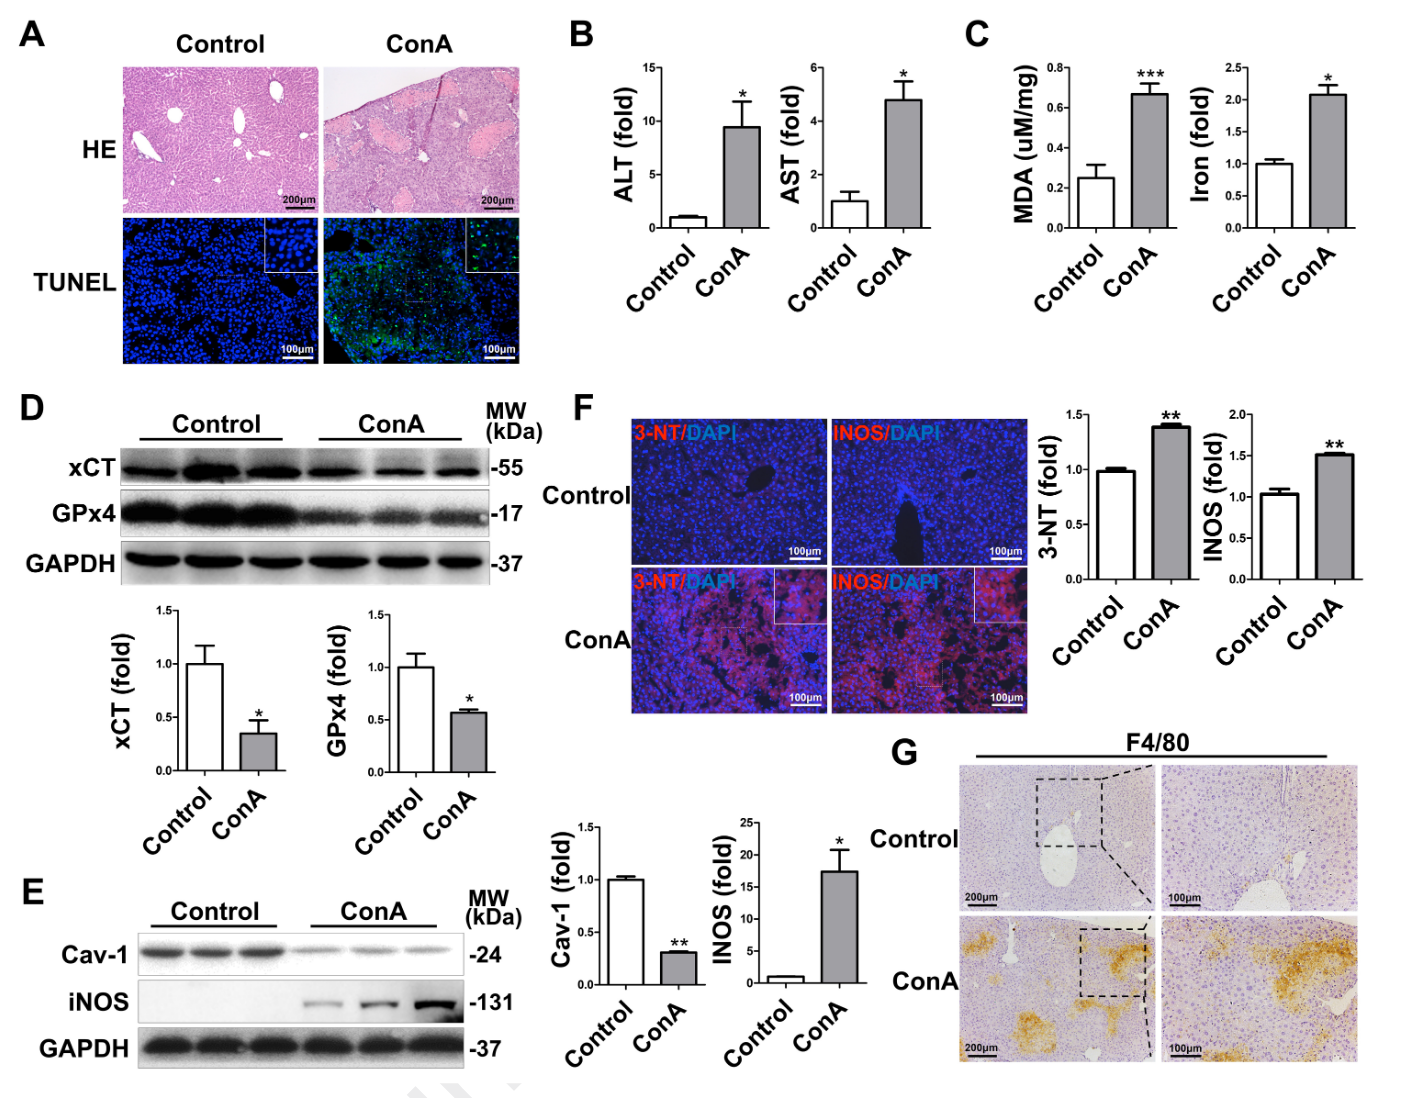 A
Control
ConA
HE
200μm
200μm
TUNEL
100μm
100μm
B
ALT (fold)
15
10
5
0
*
Control
ConA
AST (fold)
6
4
2
0
*
Control
ConA
C
MDA (uM/mg)
0.8
0.6
0.4
0.2
0.0
***
Control
ConA
Iron (fold)
2.5
2.0
1.5
1.0
0.5
0.0
*
Control
ConA
D
Control
ConA
MW
(kDa)
xCT
-55
GPx4
-17
GAPDH
-37
xCT (fold)
1.5
1.0
0.5
0.0
*
Control
ConA
GPx4 (fold)
1.5
1.0
0.5
0.0
*
Control
ConA
E
Control
ConA
MW
(kDa)
Cav-1
-24
iNOS
-131
GAPDH
-37
Cav-1 (fold)
1.5
1.0
0.5
0.0
**
Control
ConA
INOS (fold)
25
20
15
10
5
0
*
Control
ConA
F
3-NT/DAPI
INOS/DAPI
Control
100μm
100μm
3-NT/DAPI
INOS/DAPI
ConA
100μm
100μm
3-NT (fold)
1.5
1.0
0.5
0.0
**
Control
ConA
INOS (fold)
2.0
1.5
1.0
0.5
0.0
**
Control
ConA
G
F4/80
Control
200μm
100μm
ConA
200μm
100μm